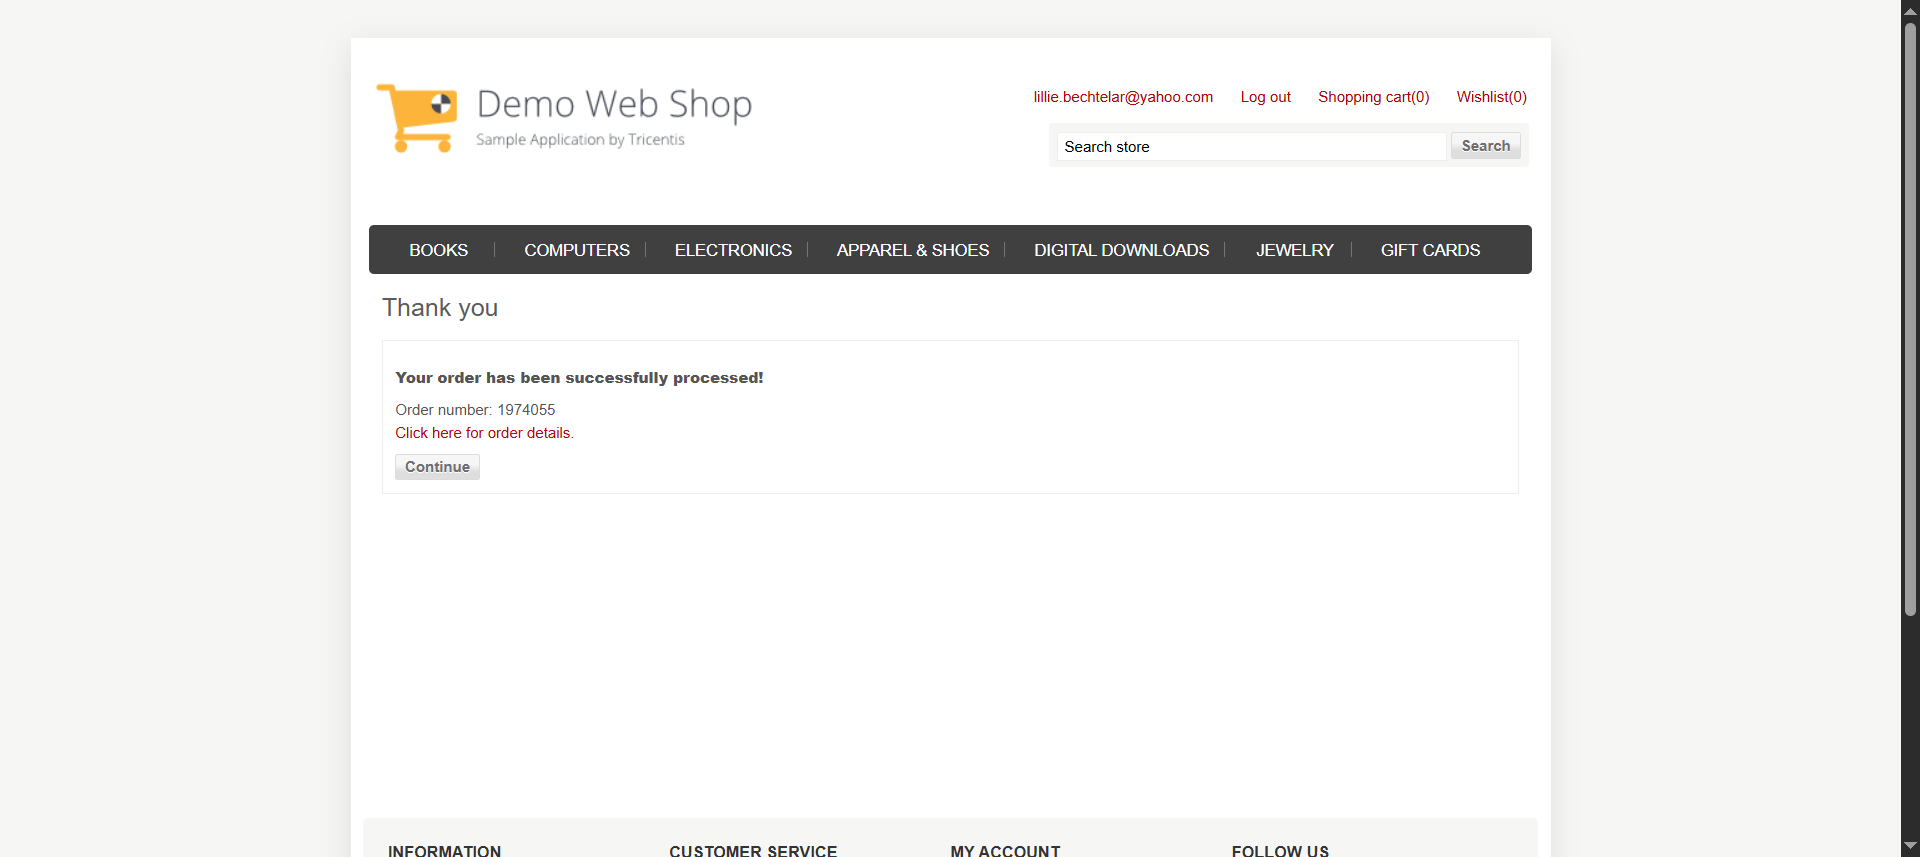 Demo Web Shop
Sample Application by Tricentis
lillie.bechtelar@yahoo.com Log out Shopping cart(0) Wishlist(0)
Search store Search
BOOKS COMPUTERS ELECTRONICS APPAREL & SHOES DIGITAL DOWNLOADS JEWELRY GIFT CARDS
Thank you
Your order has been successfully processed!
Order number: 1974055
Click here for order details.
Continue
INFORMATION CUSTOMER SERVICE MY ACCOUNT FOLLOW US